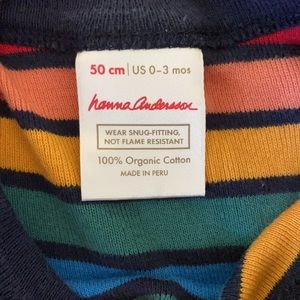 50 cm | US 0-3 mos
hanna andersson
WEAR SNUG-FITTING,
NOT FLAME RESISTANT
100% Organic Cotton
MADE IN PERU